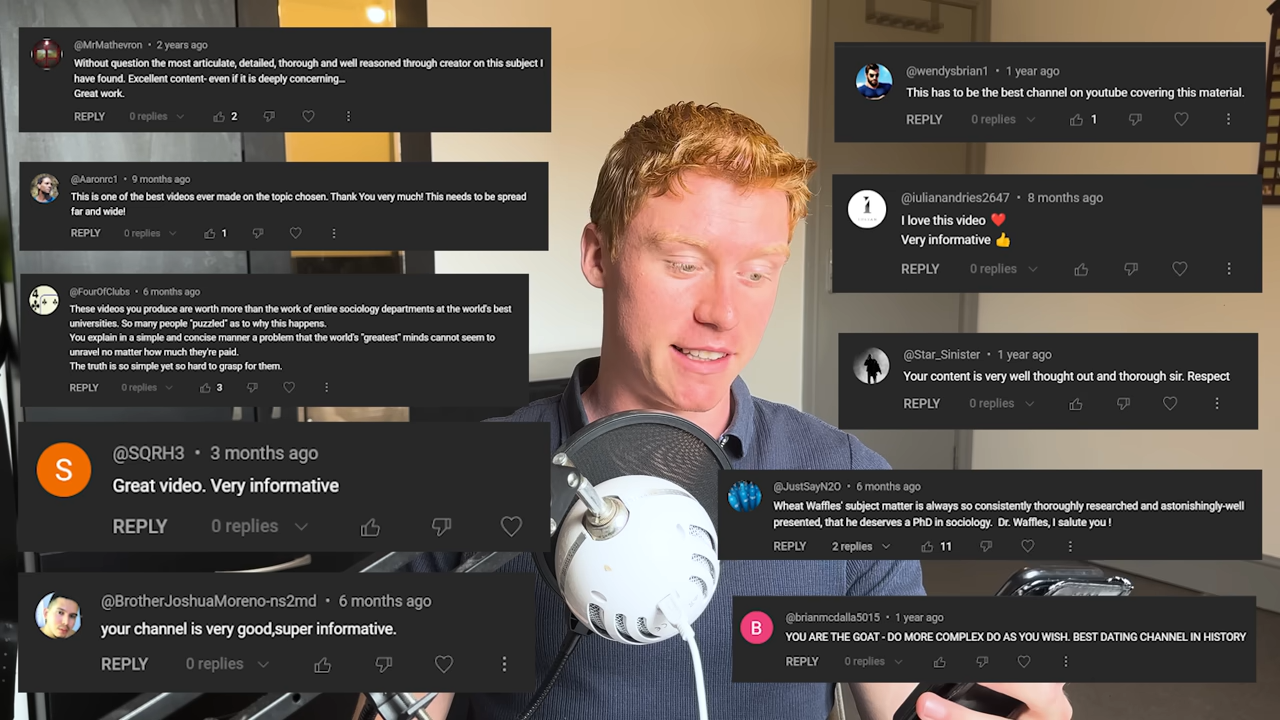 @MrMathevron • 2 years ago
Without question the most articulate, detailed, thorough and well reasoned through creator on this subject I
have found. Excellent content- even if it is deeply concerning...
Great work.
REPLY 0 replies 2
@Aaronrc1 • 9 months ago
This is one of the best videos ever made on the topic chosen. Thank You very much! This needs to be spread
far and wide!
REPLY 0 replies 1
@FourOfClubs • 6 months ago
These videos you produce are worth more than the work of entire sociology departments at the world's best
universities. So many people "puzzled" as to why this happens.
You explain in a simple and concise manner a problem that the world's "greatest" minds cannot seem to
unravel no matter how much they're paid.
The truth is so simple yet so hard to grasp for them.
REPLY 0 replies 3
S
@SQRH3 • 3 months ago
Great video. Very informative
REPLY 0 replies
@BrotherJoshuaMoreno-ns2md • 6 months ago
your channel is very good,super informative.
REPLY 0 replies
@wendysbrian1 • 1 year ago
This has to be the best channel on youtube covering this material.
REPLY 0 replies 1
@iulianandries2647 • 8 months ago
I love this video ❤️
Very informative 👍
REPLY 0 replies
@Star_Sinister • 1 year ago
Your content is very well thought out and thorough sir. Respect
REPLY 0 replies
@JustSayN2O • 6 months ago
Wheat Waffles' subject matter is always so consistently thoroughly researched and astonishingly-well
presented, that he deserves a PhD in sociology. Dr. Waffles, I salute you !
REPLY 2 replies 11
B
@brianmcdalla5015 • 1 year ago
YOU ARE THE GOAT - DO MORE COMPLEX DO AS YOU WISH. BEST DATING CHANNEL IN HISTORY
REPLY 0 replies